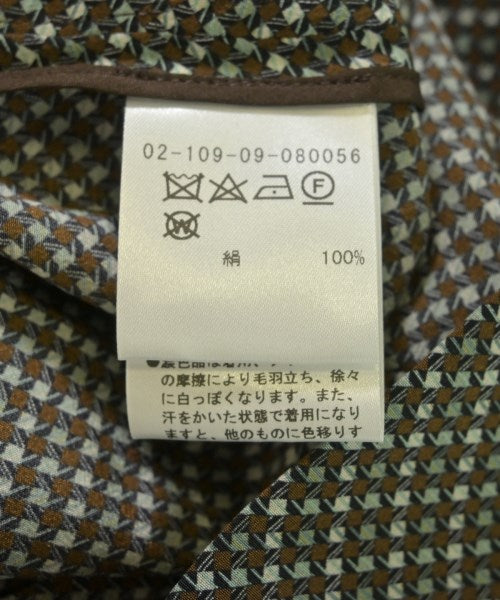 02-109-09-080056
F
W
絹 100%
の摩擦により毛羽立ち、徐々
に白っぽくなります。また、
汗をかいた状態で着用になり
ますと、他のものに色移りす